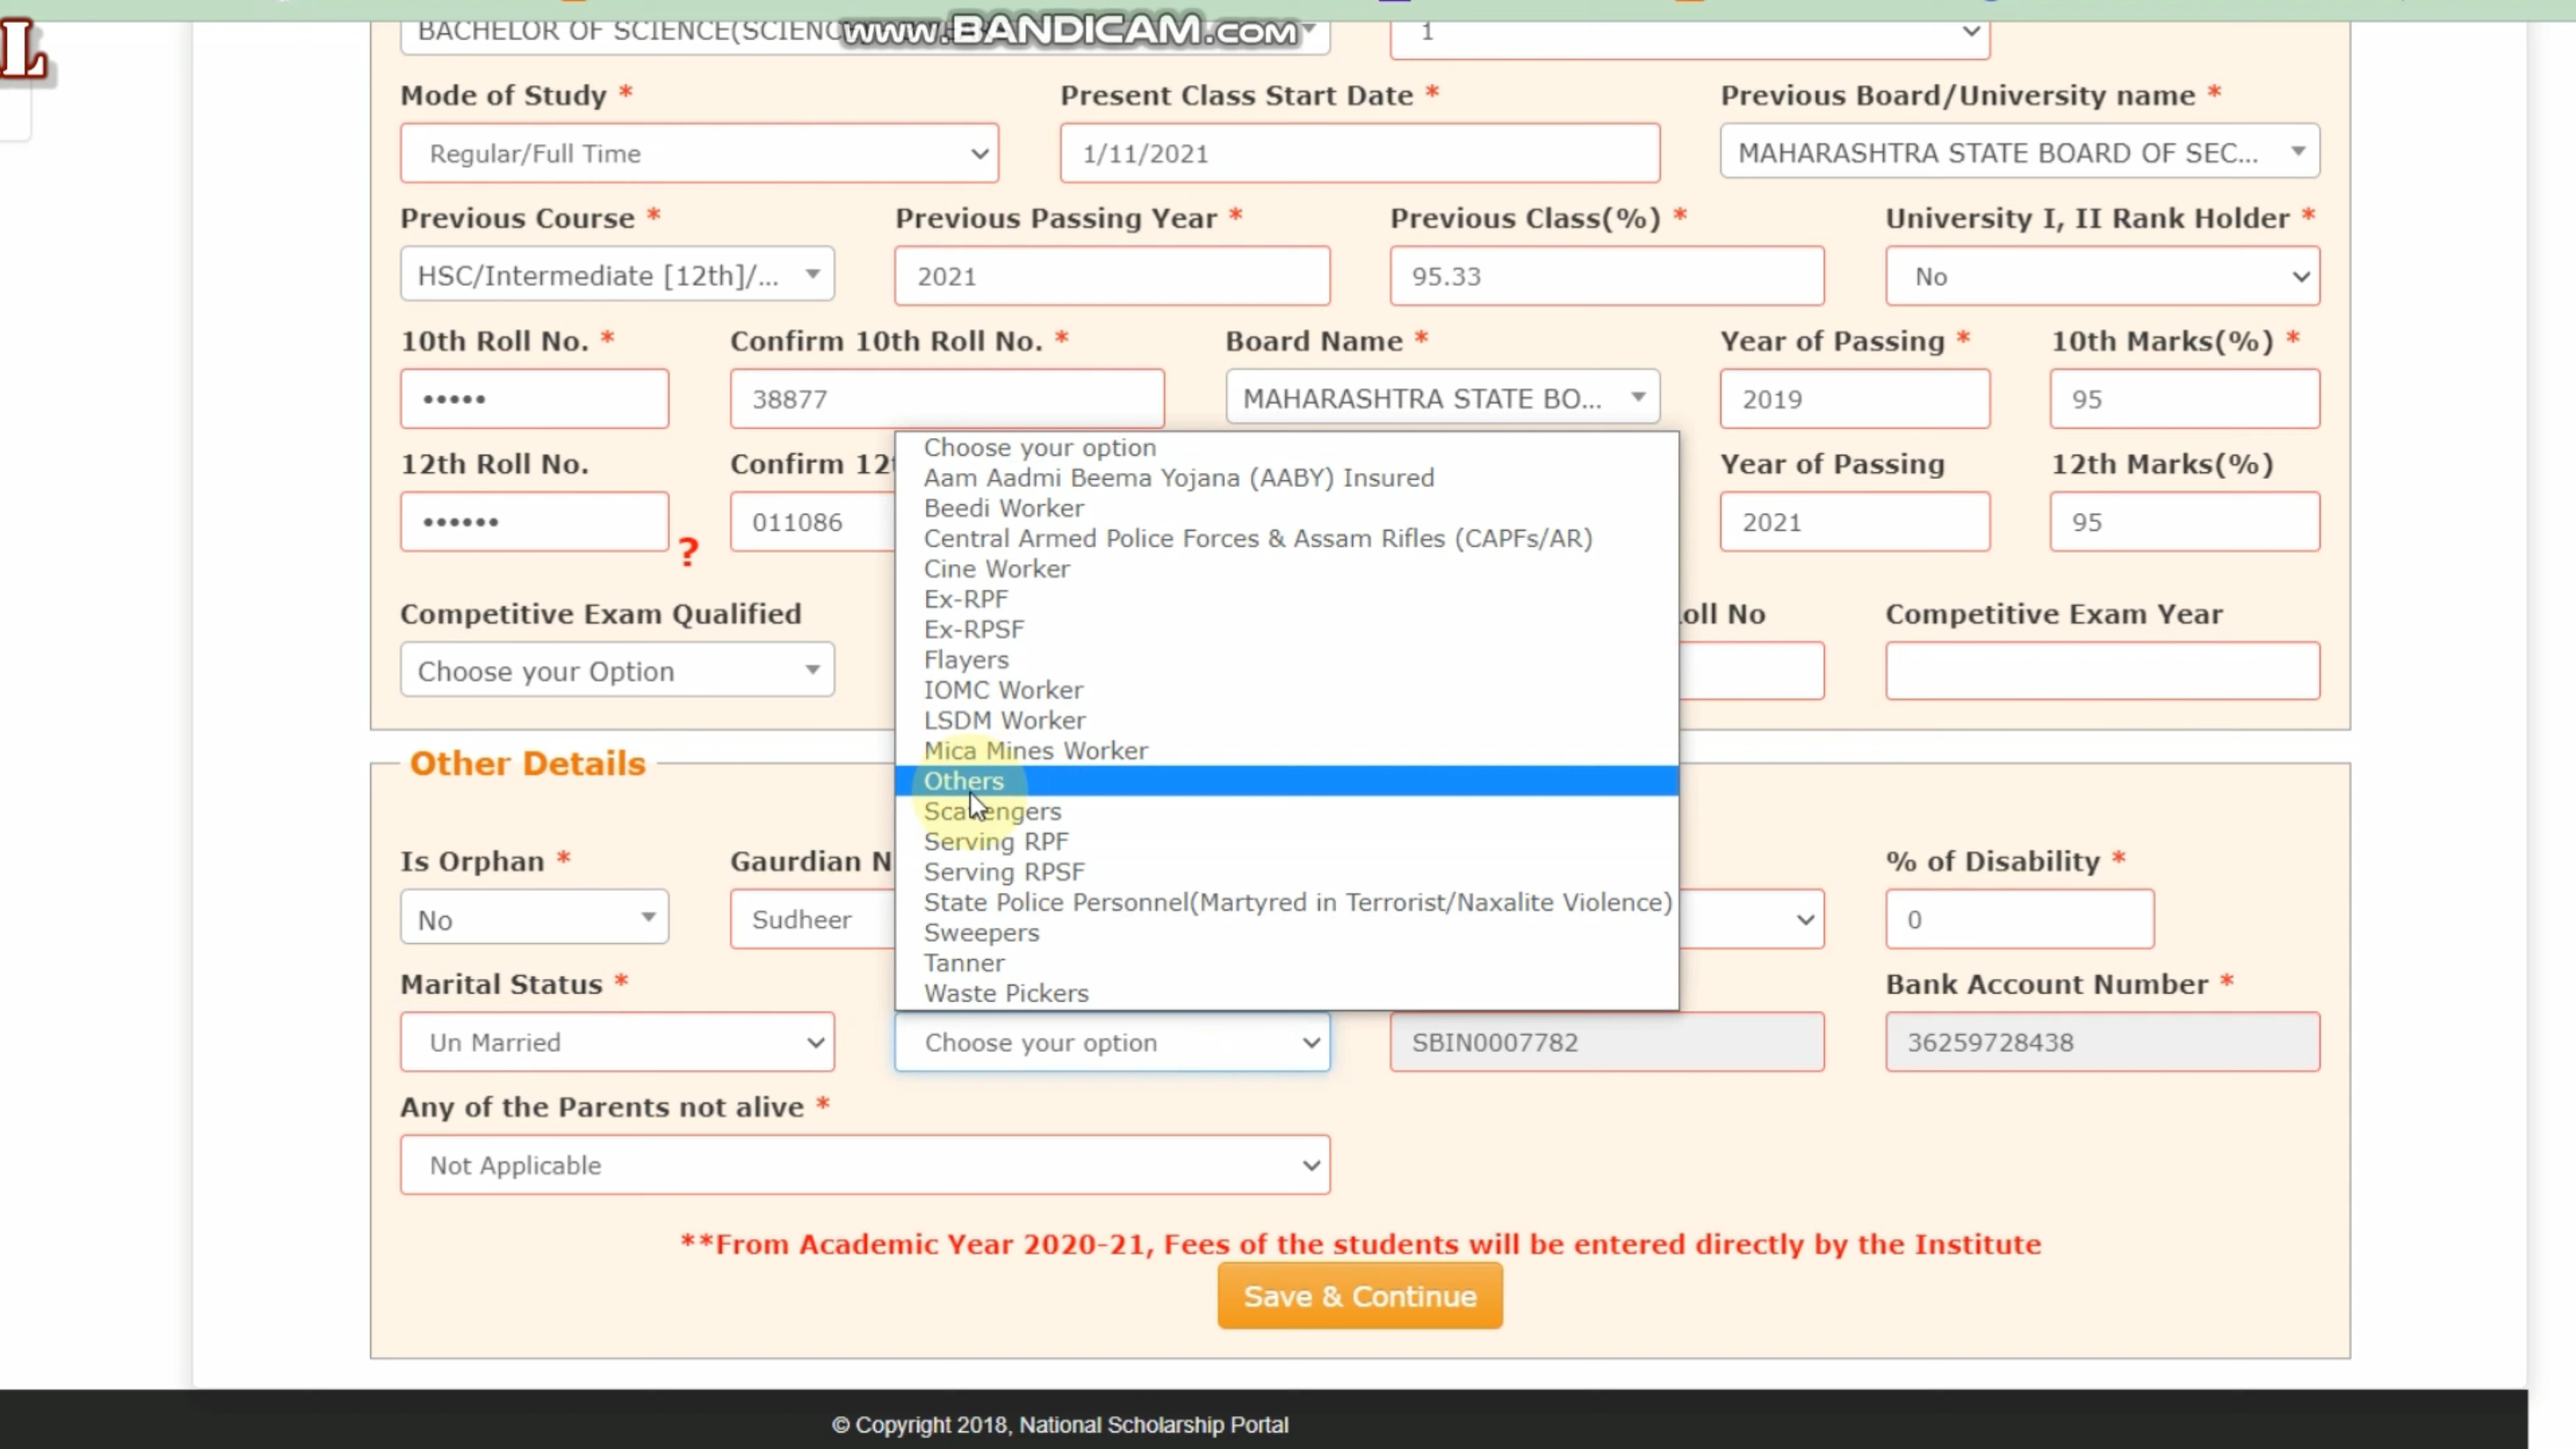 L
www.BANDICAM.com
BACHELOR OF SCIENCE(SCIENC
1
Mode of Study *
Present Class Start Date *
Previous Board/University name *
Regular/Full Time
1/11/2021
MAHARASHTRA STATE BOARD OF SEC...
Previous Course *
Previous Passing Year *
Previous Class(%) *
University I, II Rank Holder *
HSC/Intermediate [12th]/...
2021
95.33
No
10th Roll No. *
Confirm 10th Roll No. *
Board Name *
Year of Passing *
10th Marks(%) *
•••••
38877
MAHARASHTRA STATE BO...
2019
95
12th Roll No.
Confirm 12t
Year of Passing
12th Marks(%)
••••••
?
011086
2021
95
Competitive Exam Qualified
oll No
Competitive Exam Year
Choose your Option
Choose your option
Aam Aadmi Beema Yojana (AABY) Insured
Beedi Worker
Central Armed Police Forces & Assam Rifles (CAPFs/AR)
Cine Worker
Ex-RPF
Ex-RPSF
Flayers
IOMC Worker
LSDM Worker
Mica Mines Worker
Others
Scavengers
Serving RPF
Serving RPSF
State Police Personnel(Martyred in Terrorist/Naxalite Violence)
Sweepers
Tanner
Waste Pickers
Other Details
Is Orphan *
Gaurdian N
% of Disability *
No
Sudheer
0
Marital Status *
Bank Account Number *
Un Married
Choose your option
SBIN0007782
36259728438
Any of the Parents not alive *
Not Applicable
**From Academic Year 2020-21, Fees of the students will be entered directly by the Institute
Save & Continue
© Copyright 2018, National Scholarship Portal